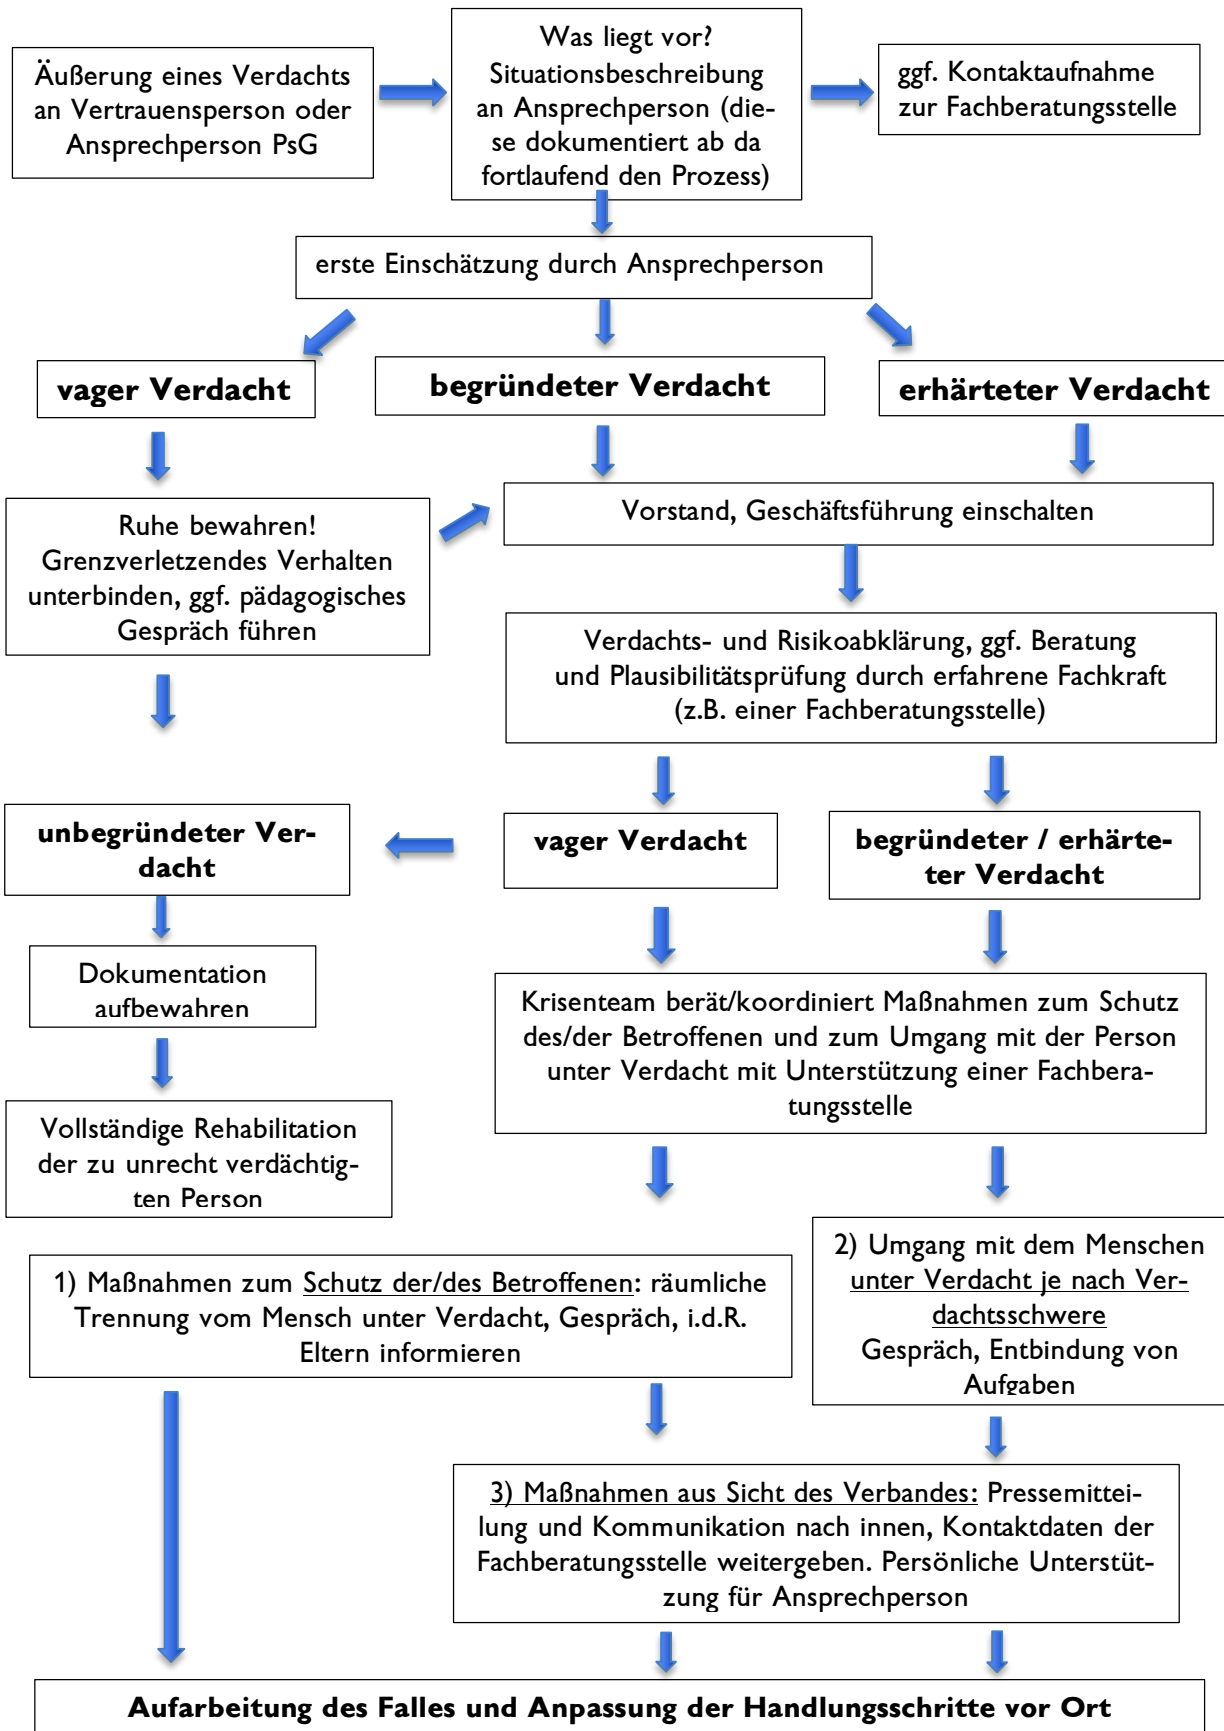 Äußerung eines Verdachts
an Vertrauensperson oder
Ansprechperson PsG
Was liegt vor?
Situationsbeschreibung
an Ansprechperson (die-
se dokumentiert ab da
fortlaufend den Prozess)
ggf. Kontaktaufnahme
zur Fachberatungsstelle
erste Einschätzung durch Ansprechperson
vager Verdacht
begründeter Verdacht
erhärteter Verdacht
Ruhe bewahren!
Grenzverletzendes Verhalten
unterbinden, ggf. pädagogisches
Gespräch führen
Vorstand, Geschäftsführung einschalten
Verdachts- und Risikoabklärung, ggf. Beratung
und Plausibilitätsprüfung durch erfahrene Fachkraft
(z.B. einer Fachberatungsstelle)
unbegründeter Ver-
dacht
vager Verdacht
begründeter / erhärte-
ter Verdacht
Dokumentation
aufbewahren
Krisenteam berät/koordiniert Maßnahmen zum Schutz
des/der Betroffenen und zum Umgang mit der Person
unter Verdacht mit Unterstützung einer Fachbera-
tungsstelle
Vollständige Rehabilitation
der zu unrecht verdächtig-
ten Person
1) Maßnahmen zum Schutz der/des Betroffenen: räumliche
Trennung vom Mensch unter Verdacht, Gespräch, i.d.R.
Eltern informieren
2) Umgang mit dem Menschen
unter Verdacht je nach Ver-
dachtsschwere
Gespräch, Entbindung von
Aufgaben
3) Maßnahmen aus Sicht des Verbandes: Pressemittei-
lung und Kommunikation nach innen, Kontaktdaten der
Fachberatungsstelle weitergeben. Persönliche Unterstüt-
zung für Ansprechperson
Aufarbeitung des Falles und Anpassung der Handlungsschritte vor Ort